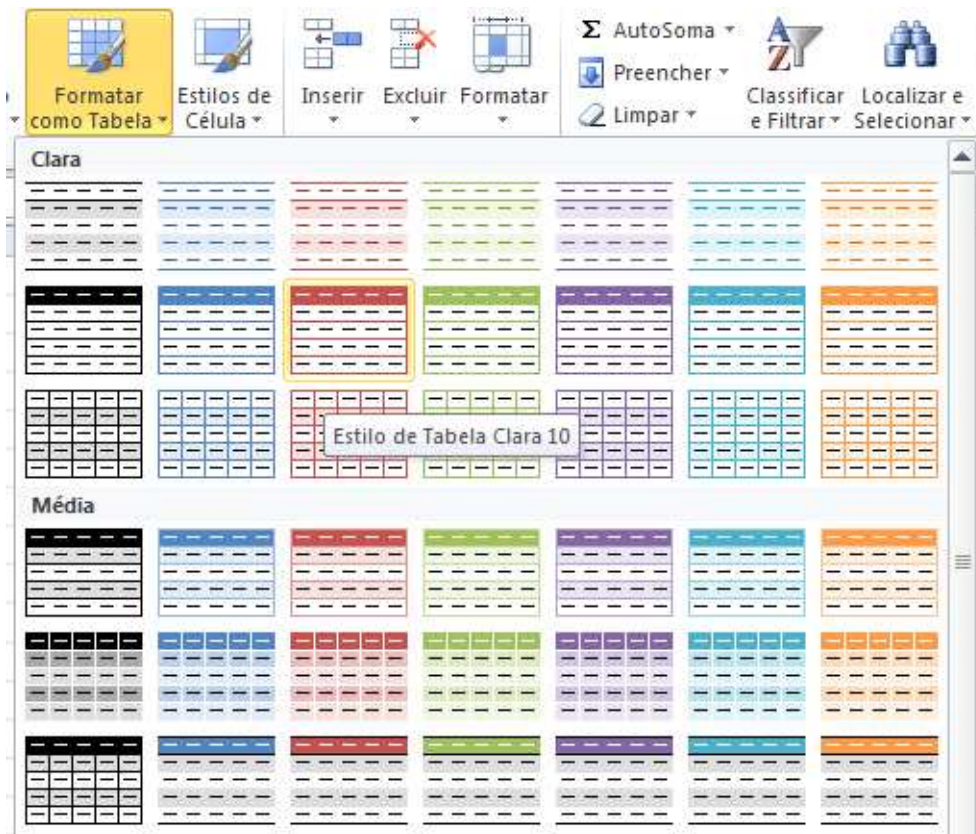 Σ AutoSoma
Preencher
Limpar
Formatar
como Tabela
Estilos de
Célula
Inserir
Excluir
Formatar
Classificar
e Filtrar
Localizar e
Selecionar
Clara
Estilo de Tabela Clara 10
Média